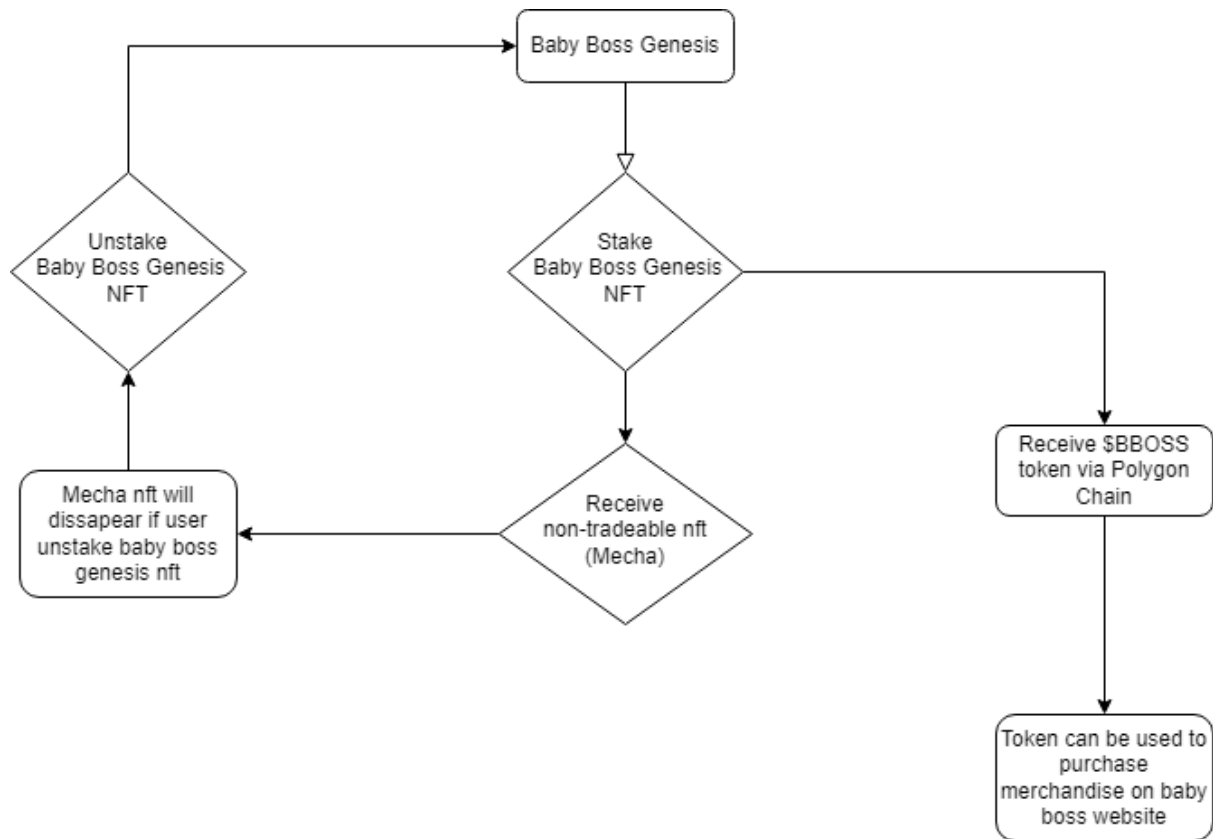 Baby Boss Genesis
Unstake
Baby Boss Genesis
NFT
Stake
Baby Boss Genesis
NFT
Receive $BBOSS
token via Polygon
Chain
Mecha nft will
dissapear if user
unstake baby boss
genesis nft
Receive
non-tradeable nft
(Mecha)
Token can be used to
purchase
merchandise on baby
boss website